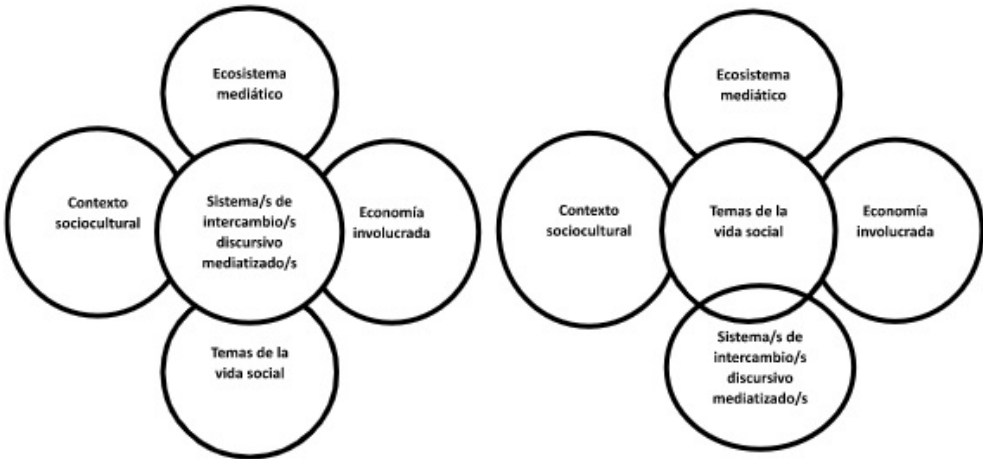 Ecosistema
mediático
Contexto
sociocultural
Sistema/s de
intercambio/s
discursivo
mediatizado/s
Economía
involucrada
Temas de la
vida social
Ecosistema
mediático
Contexto
sociocultural
Temas de la
vida social
Economía
involucrada
Sistema/s de
intercambio/s
discursivo
mediatizado/s